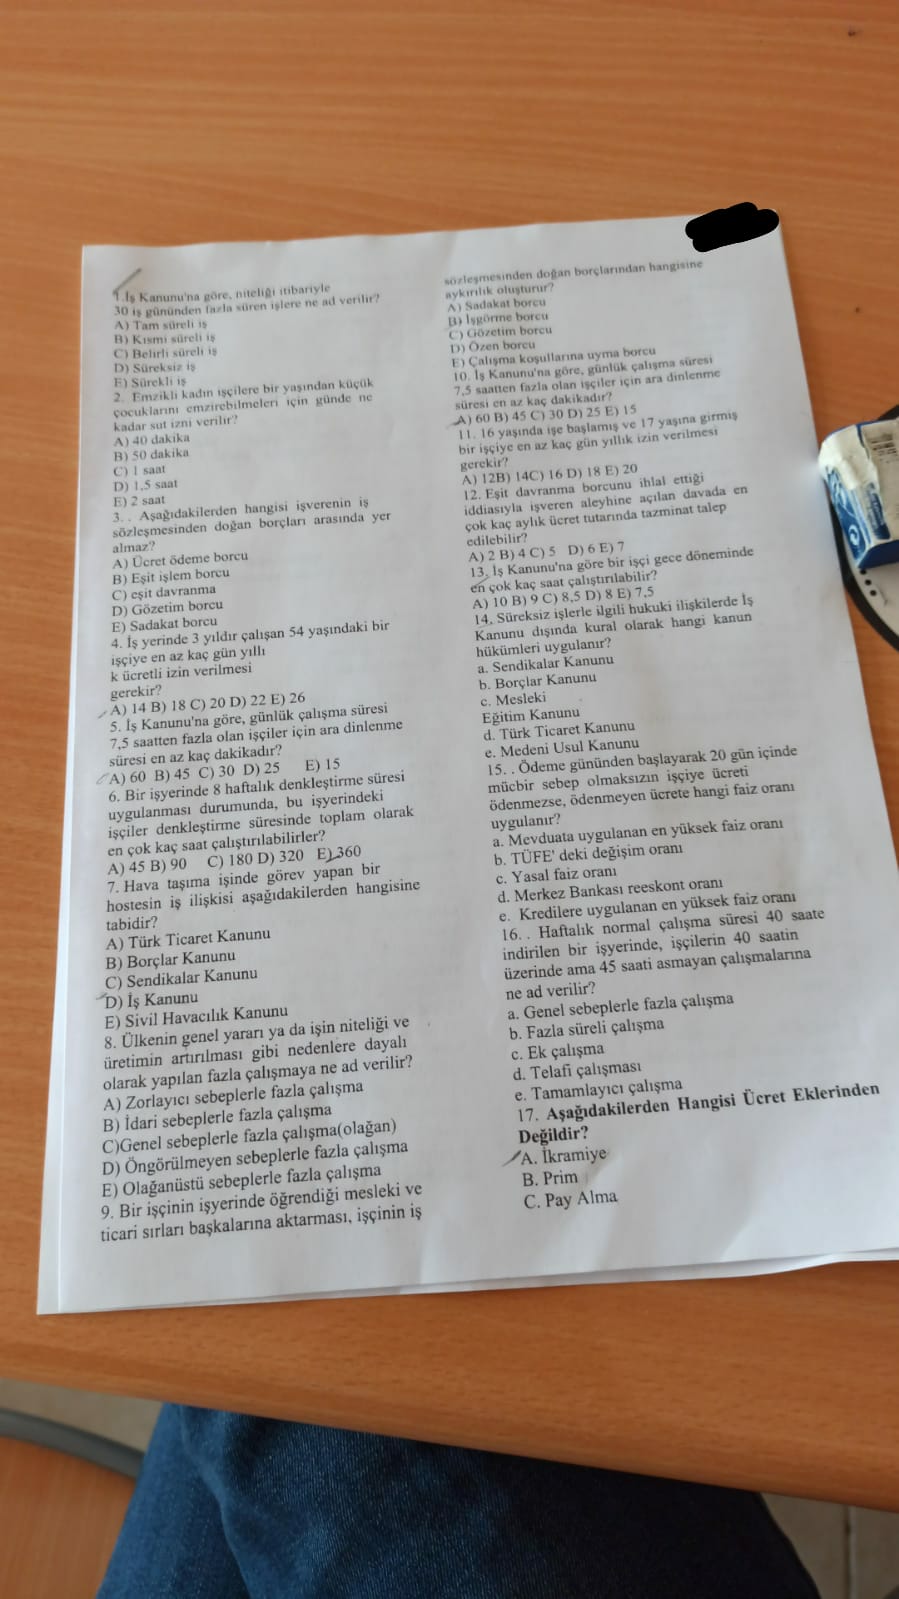 1.İş Kanunu'na göre, niteliği itibariyle
30 iş gününden fazla süren işlere ne ad verilir?
A) Tam süreli iş
B) Kısmi süreli iş
C) Belirli süreli iş
D) Süreksiz iş
E) Sürekli iş
2. Emzikli kadın işçilere bir yaşından küçük
çocuklarını emzirebilmeleri için günde ne
kadar sut izni verilir?
A) 40 dakika
B) 50 dakika
C) 1 saat
D) 1,5 saat
E) 2 saat
3. . Aşağıdakilerden hangisi işverenin iş
sözleşmesinden doğan borçları arasında yer
almaz?
A) Ücret ödeme borcu
B) Eşit işlem borcu
C) eşit davranma
D) Gözetim borcu
E) Sadakat borcu
4. İş yerinde 3 yıldır çalışan 54 yaşındaki bir
işçiye en az kaç gün yıllı
k ücretli izin verilmesi
gerekir?
A) 14 B) 18 C) 20 D) 22 E) 26
5. İş Kanunu'na göre, günlük çalışma süresi
7,5 saatten fazla olan işçiler için ara dinlenme
süresi en az kaç dakikadır?
A) 60 B) 45 C) 30 D) 25 E) 15
6. Bir işyerinde 8 haftalık denkleştirme süresi
uygulanması durumunda, bu işyerindeki
işçiler denkleştirme süresinde toplam olarak
en çok kaç saat çalıştırılabilirler?
A) 45 B) 90 C) 180 D) 320 E) 360
7. Hava taşıma işinde görev yapan bir
hostesin iş ilişkisi aşağıdakilerden hangisine
tabidir?
A) Türk Ticaret Kanunu
B) Borçlar Kanunu
C) Sendikalar Kanunu
D) İş Kanunu
E) Sivil Havacılık Kanunu
8. Ülkenin genel yararı ya da işin niteliği ve
üretimin artırılması gibi nedenlere dayalı
olarak yapılan fazla çalışmaya ne ad verilir?
A) Zorlayıcı sebeplerle fazla çalışma
B) İdari sebeplerle fazla çalışma
C)Genel sebeplerle fazla çalışma(olağan)
D) Öngörülmeyen sebeplerle fazla çalışma
E) Olağanüstü sebeplerle fazla çalışma
9. Bir işçinin işyerinde öğrendiği mesleki ve
ticari sırları başkalarına aktarması, işçinin iş
sözleşmesinden doğan borçlarından hangisine
aykırılık oluşturur?
A) Sadakat borcu
B) İşgörme borcu
C) Gözetim borcu
D) Özen borcu
E) Çalışma koşullarına uyma borcu
10. İş Kanunu'na göre, günlük çalışma süresi
7,5 saatten fazla olan işçiler için ara dinlenme
süresi en az kaç dakikadır?
A) 60 B) 45 C) 30 D) 25 E) 15
11. 16 yaşında işe başlamış ve 17 yaşına girmiş
bir işçiye en az kaç gün yıllık izin verilmesi
gerekir?
A) 12B) 14C) 16 D) 18 E) 20
12. Eşit davranma borcunu ihlal ettiği
iddiasıyla işveren aleyhine açılan davada en
çok kaç aylık ücret tutarında tazminat talep
edilebilir?
A) 2 B) 4 C) 5 D) 6 E) 7
13. İş Kanunu'na göre bir işçi gece döneminde
en çok kaç saat çalıştırılabilir?
A) 10 B) 9 C) 8,5 D) 8 E) 7,5
14. Süreksiz işlerle ilgili hukuki ilişkilerde İş
Kanunu dışında kural olarak hangi kanun
hükümleri uygulanır?
a. Sendikalar Kanunu
b. Borçlar Kanunu
c. Mesleki
Eğitim Kanunu
d. Türk Ticaret Kanunu
e. Medeni Usul Kanunu
15. . Ödeme gününden başlayarak 20 gün içinde
mücbir sebep olmaksızın işçiye ücreti
ödenmezse, ödenmeyen ücrete hangi faiz oranı
uygulanır?
a. Mevduata uygulanan en yüksek faiz oranı
b. TÜFE' deki değişim oranı
c. Yasal faiz oranı
d. Merkez Bankası reeskont oranı
e. Kredilere uygulanan en yüksek faiz oranı
16. . Haftalık normal çalışma süresi 40 saate
indirilen bir işyerinde, işçilerin 40 saatin
üzerinde ama 45 saati asmayan çalışmalarına
ne ad verilir?
a. Genel sebeplerle fazla çalışma
b. Fazla süreli çalışma
c. Ek çalışma
d. Telafi çalışması
e. Tamamlayıcı çalışma
17. Aşağıdakilerden Hangisi Ücret Eklerinden
Değildir?
A. İkramiye
B. Prim
C. Pay Alma